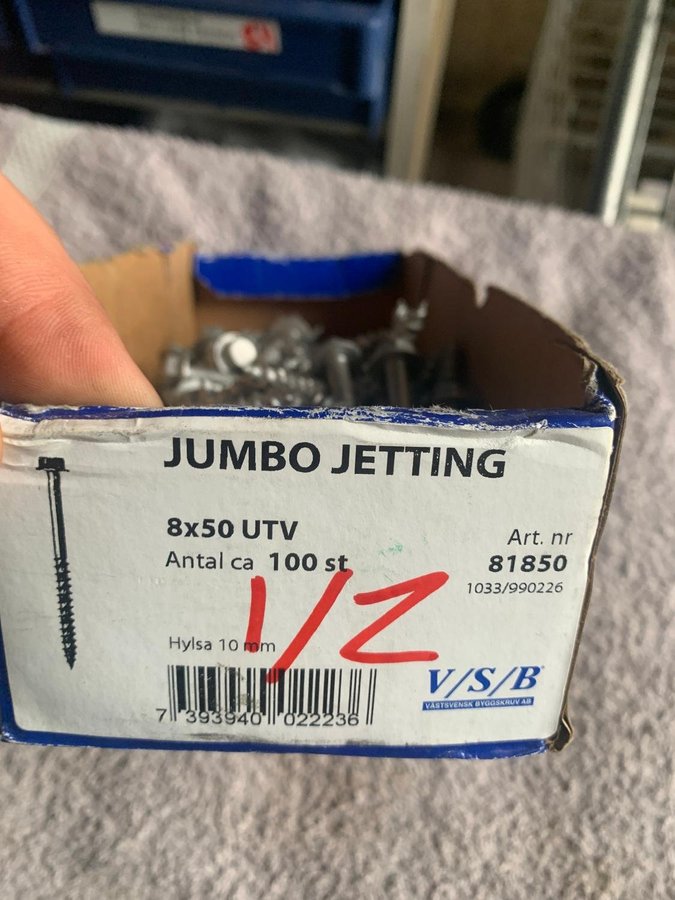 JUMBO JETTING
8x50 UTV
Antal ca 100 st
Art. nr
81850
1033/990226
1/2
Hylsa 10 mm
7 393940 022236
V/S/B
VÄSTSVENSK BYGGSKRUV AB